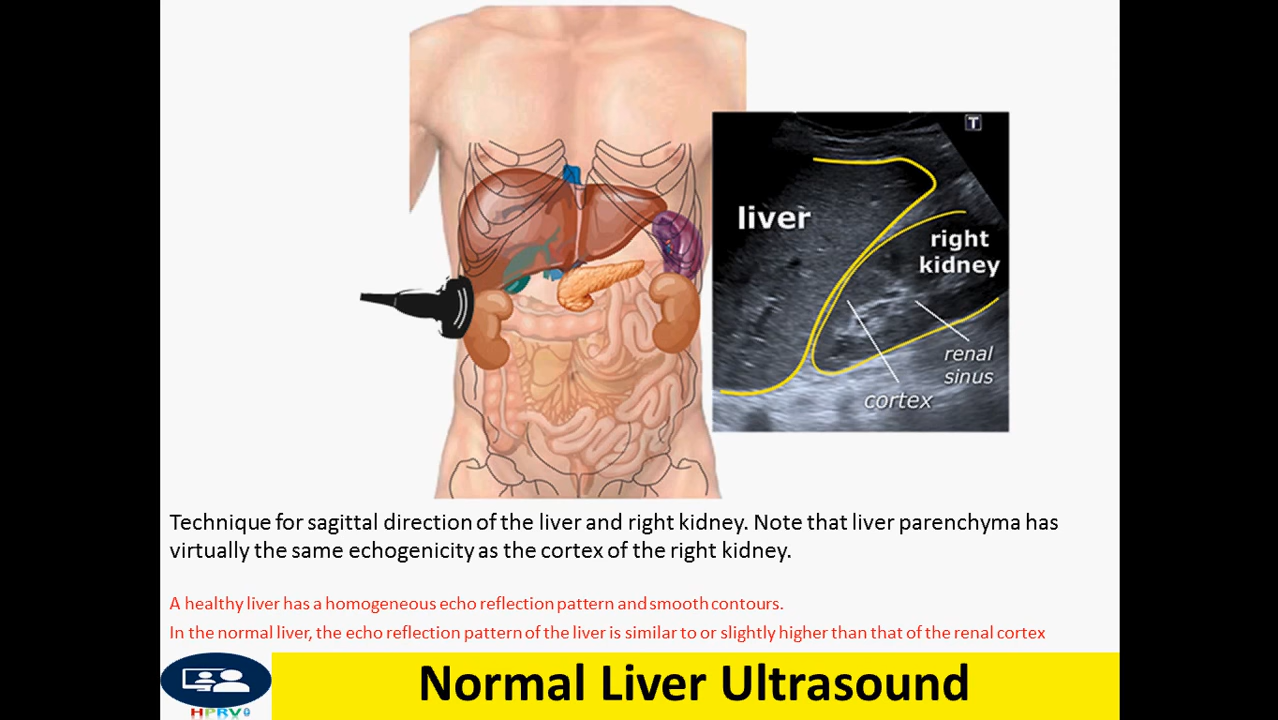 T
liver
right
kidney
renal
sinus
cortex
Technique for sagittal direction of the liver and right kidney. Note that liver parenchyma has
virtually the same echogenicity as the cortex of the right kidney.
A healthy liver has a homogeneous echo reflection pattern and smooth contours.
In the normal liver, the echo reflection pattern of the liver is similar to or slightly higher than that of the renal cortex
Normal Liver Ultrasound
HPRV